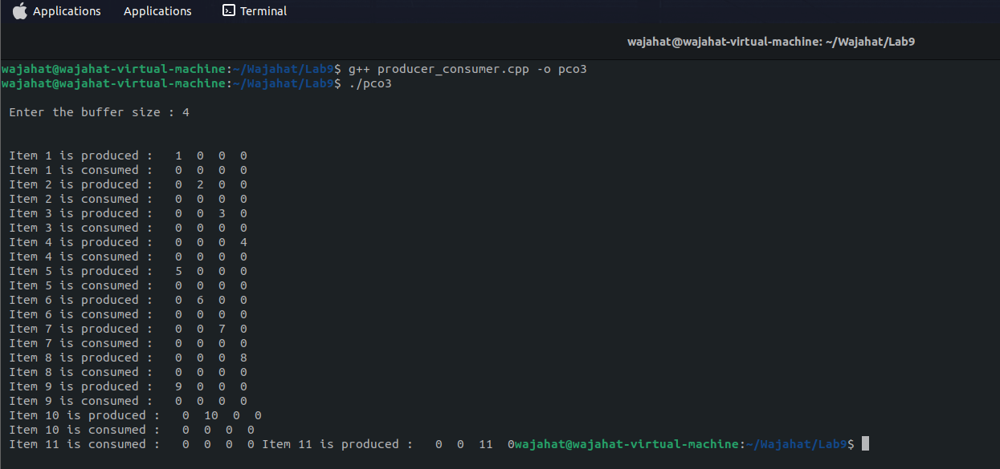 Applications Applications Terminal
wajahat@wajahat-virtual-machine: ~/Wajahat/Lab9
wajahat@wajahat-virtual-machine:~/Wajahat/Lab9$ g++ producer_consumer.cpp -o pco3
wajahat@wajahat-virtual-machine:~/Wajahat/Lab9$ ./pco3
Enter the buffer size : 4
Item 1 is produced :   1  0  0  0
Item 1 is consumed :   0  0  0  0
Item 2 is produced :   0  2  0  0
Item 2 is consumed :   0  0  0  0
Item 3 is produced :   0  0  3  0
Item 3 is consumed :   0  0  0  0
Item 4 is produced :   0  0  0  4
Item 4 is consumed :   0  0  0  0
Item 5 is produced :   5  0  0  0
Item 5 is consumed :   0  0  0  0
Item 6 is produced :   0  6  0  0
Item 6 is consumed :   0  0  0  0
Item 7 is produced :   0  0  7  0
Item 7 is consumed :   0  0  0  0
Item 8 is produced :   0  0  0  8
Item 8 is consumed :   0  0  0  0
Item 9 is produced :   9  0  0  0
Item 9 is consumed :   0  0  0  0
Item 10 is produced :   0  10  0  0
Item 10 is consumed :   0  0  0  0
Item 11 is consumed :   0  0  0  0 Item 11 is produced :   0  0  11  0wajahat@wajahat-virtual-machine:~/Wajahat/Lab9$